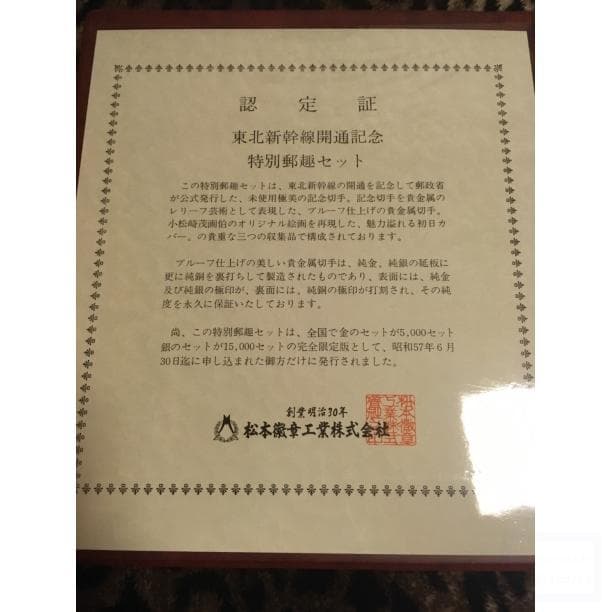 認定証
東北新幹線開通記念
特別郵趣セット
この特別郵趣セットは、東北新幹線の開通を記念して郵政省
が公式発行した、未使用極美の記念切手。記念切手を貴金属の
レリーフ芸術として表現した、プルーフ仕上げの貴金属切手。
小松崎茂画伯のオリジナル絵画を再現した、魅力溢れる初日カ
バー。の貴重な三つの収集品で構成されております。
プルーフ仕上げの美しい貴金属切手は、純金、純銀の延板に
更に純銅を裏打ちして製造されたものであり、表面には、純金
及び純銀の極印が、裏面には、純銅の極印が打刻され、その純
度を永久に保証いたしております。
尚、この特別郵趣セットは、全国で金のセットが5,000セット
銀のセットが15,000セットの完全限定版として、昭和57年6月
30日迄に申し込まれた御方だけに発行されました。
創業明治30年
松本徽章工業株式会社